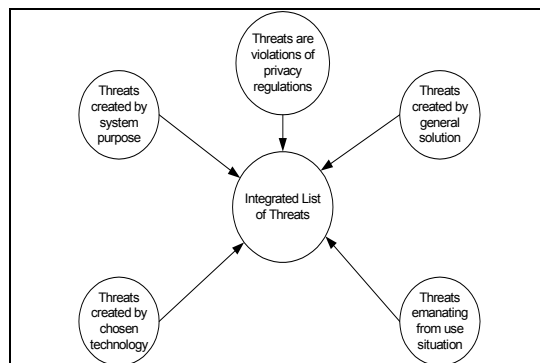 Threats are
violations of
privacy
regulations
Threats
created by
system
purpose
Threats
created by
general
solution
Integrated List
of Threats
Threats
created by
chosen
technology
Threats
emanating
from use
situation